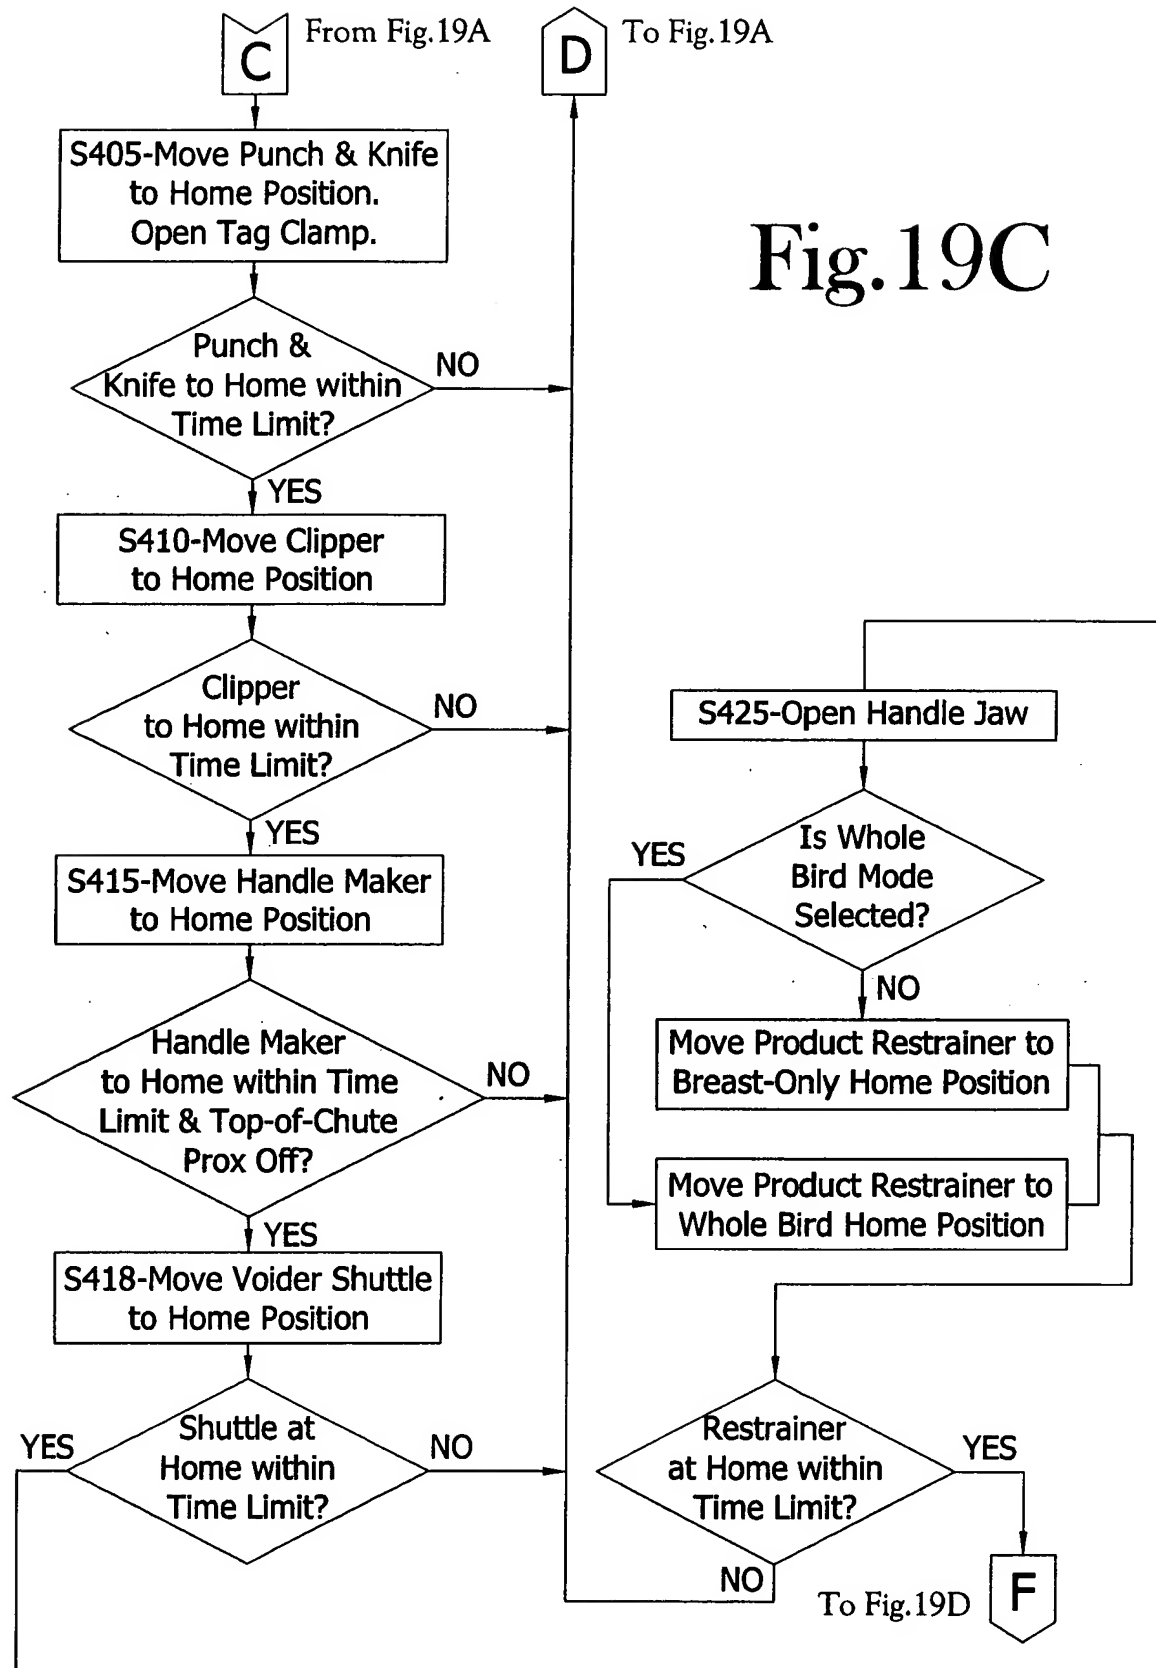 C
From Fig.19A
D
To Fig.19A
S405-Move Punch & Knife
to Home Position.
Open Tag Clamp.
Fig.19C
Punch &
Knife to Home within
Time Limit?
NO
YES
S410-Move Clipper
to Home Position
Clipper
to Home within
Time Limit?
NO
YES
S415-Move Handle Maker
to Home Position
Handle Maker
to Home within Time
Limit & Top-of-Chute
Prox Off?
NO
YES
S418-Move Voider Shuttle
to Home Position
Shuttle at
Home within
Time Limit?
YES
NO
S425-Open Handle Jaw
Is Whole
Bird Mode
Selected?
YES
NO
Move Product Restrainer to
Breast-Only Home Position
Move Product Restrainer to
Whole Bird Home Position
Restrainer
at Home within
Time Limit?
YES
NO
To Fig.19D
F